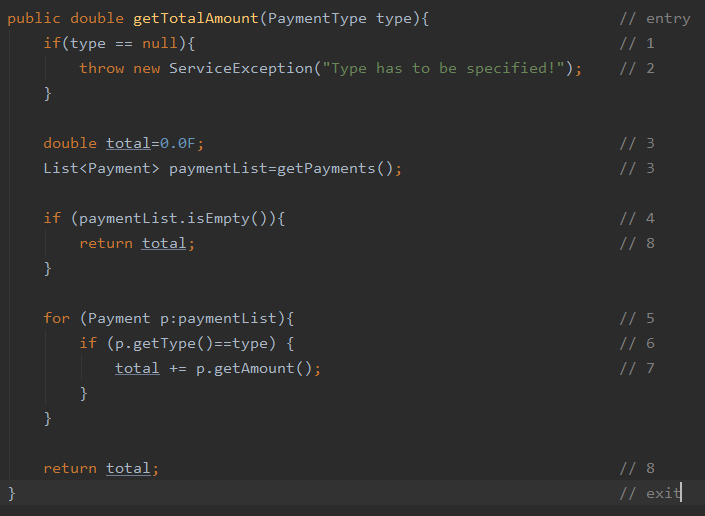 public double getTotalAmount(PaymentType type){ // entry
if(type == null){ // 1
throw new ServiceException("Type has to be specified!"); // 2
}
double total=0.0F; // 3
List<Payment> paymentList=getPayments(); // 3
if (paymentList.isEmpty()){ // 4
return total; // 8
}
for (Payment p:paymentList){ // 5
if (p.getType()==type) { // 6
total += p.getAmount(); // 7
}
}
return total; // 8
} // exit